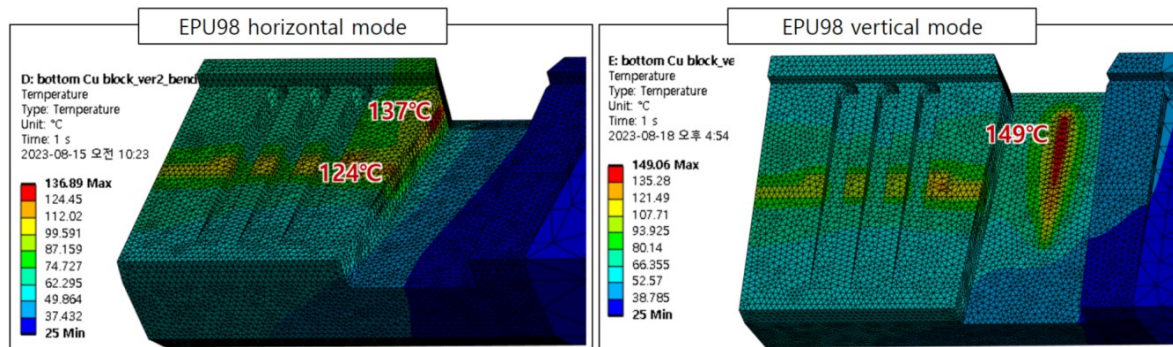 EPU98 horizontal mode
D: bottom Cu block_ver2_bend
Temperature
Type: Temperature
Unit: °C
Time: 1 s
2023-08-15 오전 10:23
136.89 Max
124.45
112.02
99.591
87.159
74.727
62.295
49.864
37.432
25 Min
137℃
124℃
EPU98 vertical mode
E: bottom Cu block_ve
Temperature
Type: Temperature
Unit: °C
Time: 1 s
2023-08-18 오후 4:54
149.06 Max
135.28
121.49
107.71
93.925
80.14
66.355
52.57
38.785
25 Min
149℃